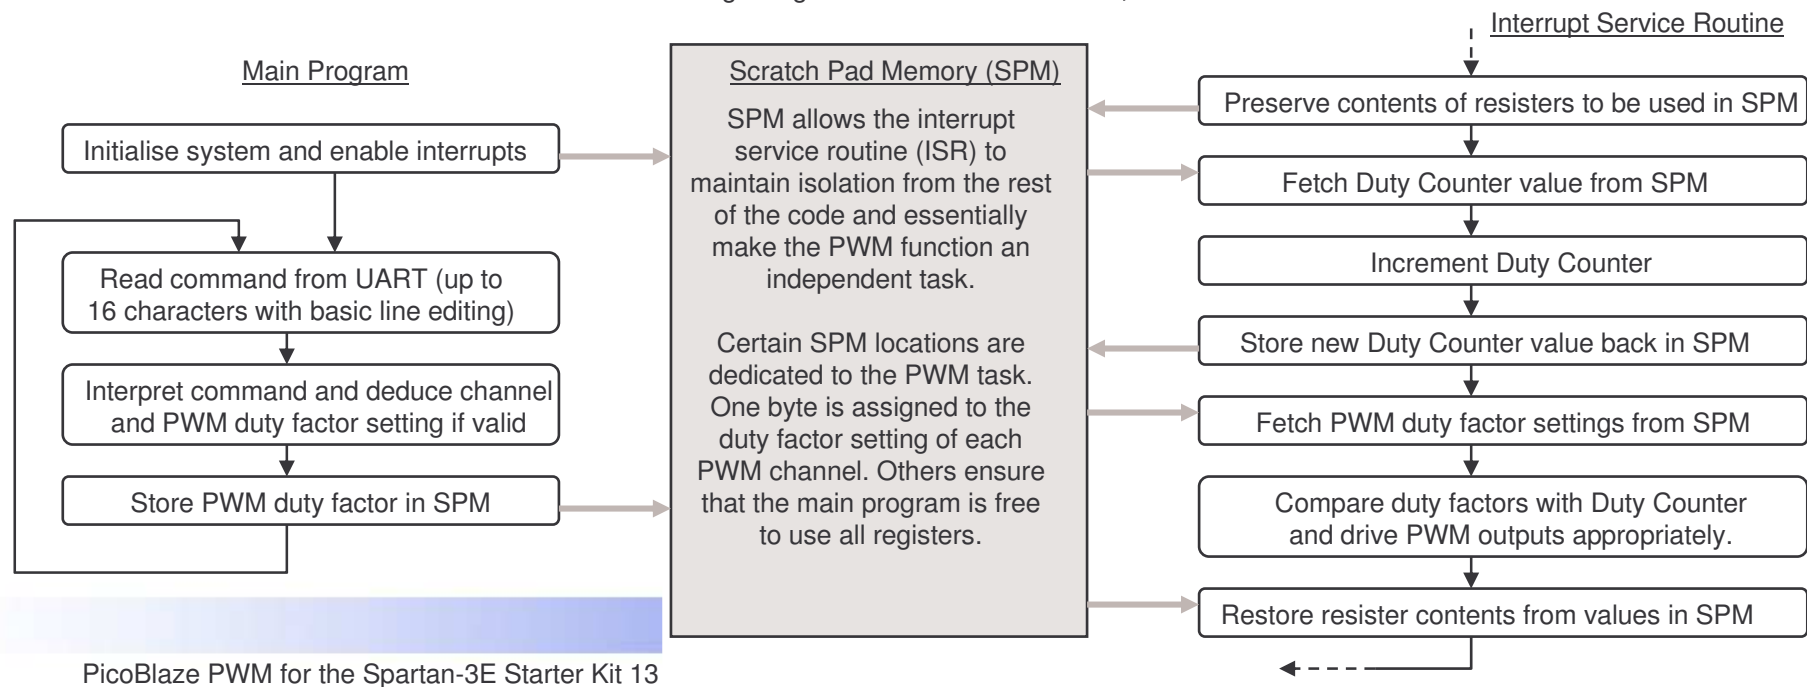 Interrupt Service Routine
Main Program
Initialise system and enable interrupts
Read command from UART (up to
16 characters with basic line editing)
Interpret command and deduce channel
and PWM duty factor setting if valid
Store PWM duty factor in SPM
Scratch Pad Memory (SPM)
SPM allows the interrupt
service routine (ISR) to
maintain isolation from the rest
of the code and essentially
make the PWM function an
independent task.
Certain SPM locations are
dedicated to the PWM task.
One byte is assigned to the
duty factor setting of each
PWM channel. Others ensure
that the main program is free
to use all registers.
Preserve contents of resisters to be used in SPM
Fetch Duty Counter value from SPM
Increment Duty Counter
Store new Duty Counter value back in SPM
Fetch PWM duty factor settings from SPM
Compare duty factors with Duty Counter
and drive PWM outputs appropriately.
Restore resister contents from values in SPM
PicoBlaze PWM for the Spartan-3E Starter Kit 13